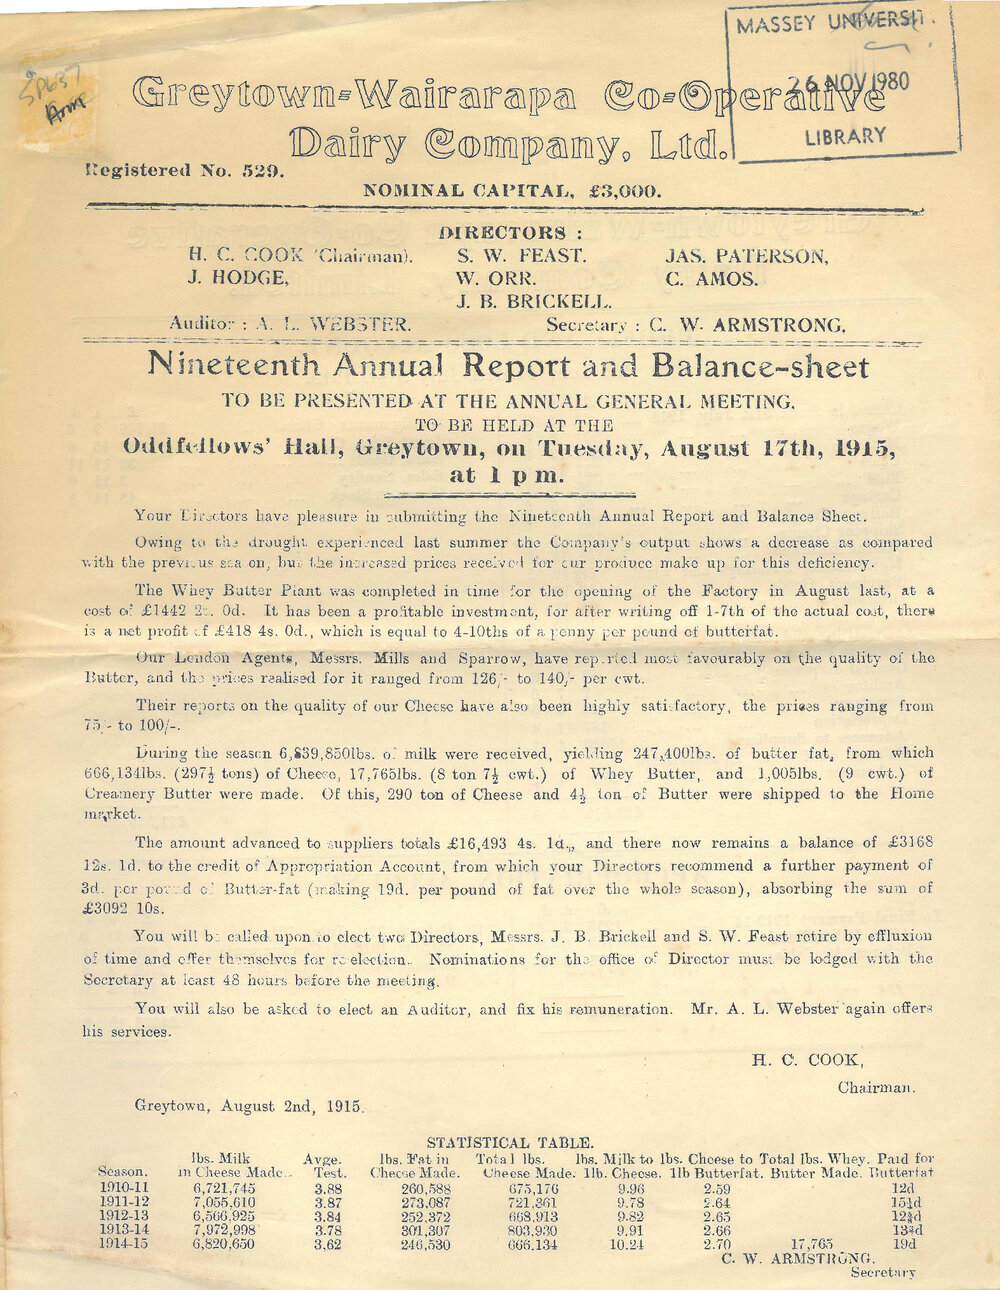 MASSEY UNIVERSIT
26 NOV 1980
LIBRARY
Greytown-Wairarapa Co-Operative
Dairy Company, Ltd.
Registered No. 529.
NOMINAL CAPITAL, £3,000.
DIRECTORS :
H. C. COOK (Chairman). S. W. FEAST. JAS. PATERSON,
J. HODGE, W. ORR. C. AMOS.
J. B. BRICKELL.
Auditor : A. L. WEBSTER. Secretary : C. W. ARMSTRONG,
Nineteenth Annual Report and Balance-sheet
TO BE PRESENTED AT THE ANNUAL GENERAL MEETING,
TO BE HELD AT THE
Oddfellows' Hall, Greytown, on Tuesday, August 17th, 1915,
at 1 p m.
Your Directors have pleasure in submitting the Nineteenth Annual Report and Balance Sheet.
Owing to the drought experienced last summer the Company's output shows a decrease as compared
with the previous season, but the increased prices received for our produce make up for this deficiency.
The Whey Butter Plant was completed in time for the opening of the Factory in August last, at a
cost of £1442 2s. 0d. It has been a profitable investment, for after writing off 1-7th of the actual cost, there
is a net profit of £418 4s. 0d., which is equal to 4-10ths of a penny per pound of butterfat.
Our London Agents, Messrs. Mills and Sparrow, have reported most favourably on the quality of the
Butter, and the prices realised for it ranged from 126/- to 140/- per cwt.
Their reports on the quality of our Cheese have also been highly satisfactory, the prices ranging from
75/- to 100/-.
During the season 6,839,850lbs. of milk were received, yielding 247,400lbs. of butter fat, from which
666,134lbs. (297½ tons) of Cheese, 17,765lbs. (8 ton 7½ cwt.) of Whey Butter, and 1,005lbs. (9 cwt.) of
Creamery Butter were made. Of this, 290 ton of Cheese and 4½ ton of Butter were shipped to the Home
market.
The amount advanced to suppliers totals £16,493 4s. 1d., and there now remains a balance of £3168
12s. 1d. to the credit of Appropriation Account, from which your Directors recommend a further payment of
3d. per pound of Butter-fat (making 19d. per pound of fat over the whole season), absorbing the sum of
£3092 10s.
You will be called upon to elect two Directors, Messrs. J. B. Brickell and S. W. Feast retire by effluxion
of time and offer themselves for re-election. Nominations for the office of Director must be lodged with the
Secretary at least 48 hours before the meeting.
You will also be asked to elect an Auditor, and fix his remuneration. Mr. A. L. Webster again offers
his services.
H. C. COOK,
Chairman.
Greytown, August 2nd, 1915.
STATISTICAL TABLE.
lbs. Milk Avge. lbs. Fat in Total lbs. lbs. Milk to lbs. Cheese to Total lbs. Whey. Paid for
Season. in Cheese Made. Test. Cheese Made. Cheese Made. 1lb. Cheese. 1lb Butterfat. Butter Made. Butterfat
1910-11 6,721,745 3.88 260,588 675,176 9.96 2.59 12d
1911-12 7,055,610 3.87 273,087 721,361 9.78 2.64 15¼d
1912-13 6,566,925 3.84 252,372 668,913 9.82 2.65 12¾d
1913-14 7,972,998 3.78 301,307 803,930 9.91 2.66 13¾d
1914-15 6,820,650 3.62 246,530 666.134 10.24 2.70 17,765 19d
C. W. ARMSTRONG.
Secretary